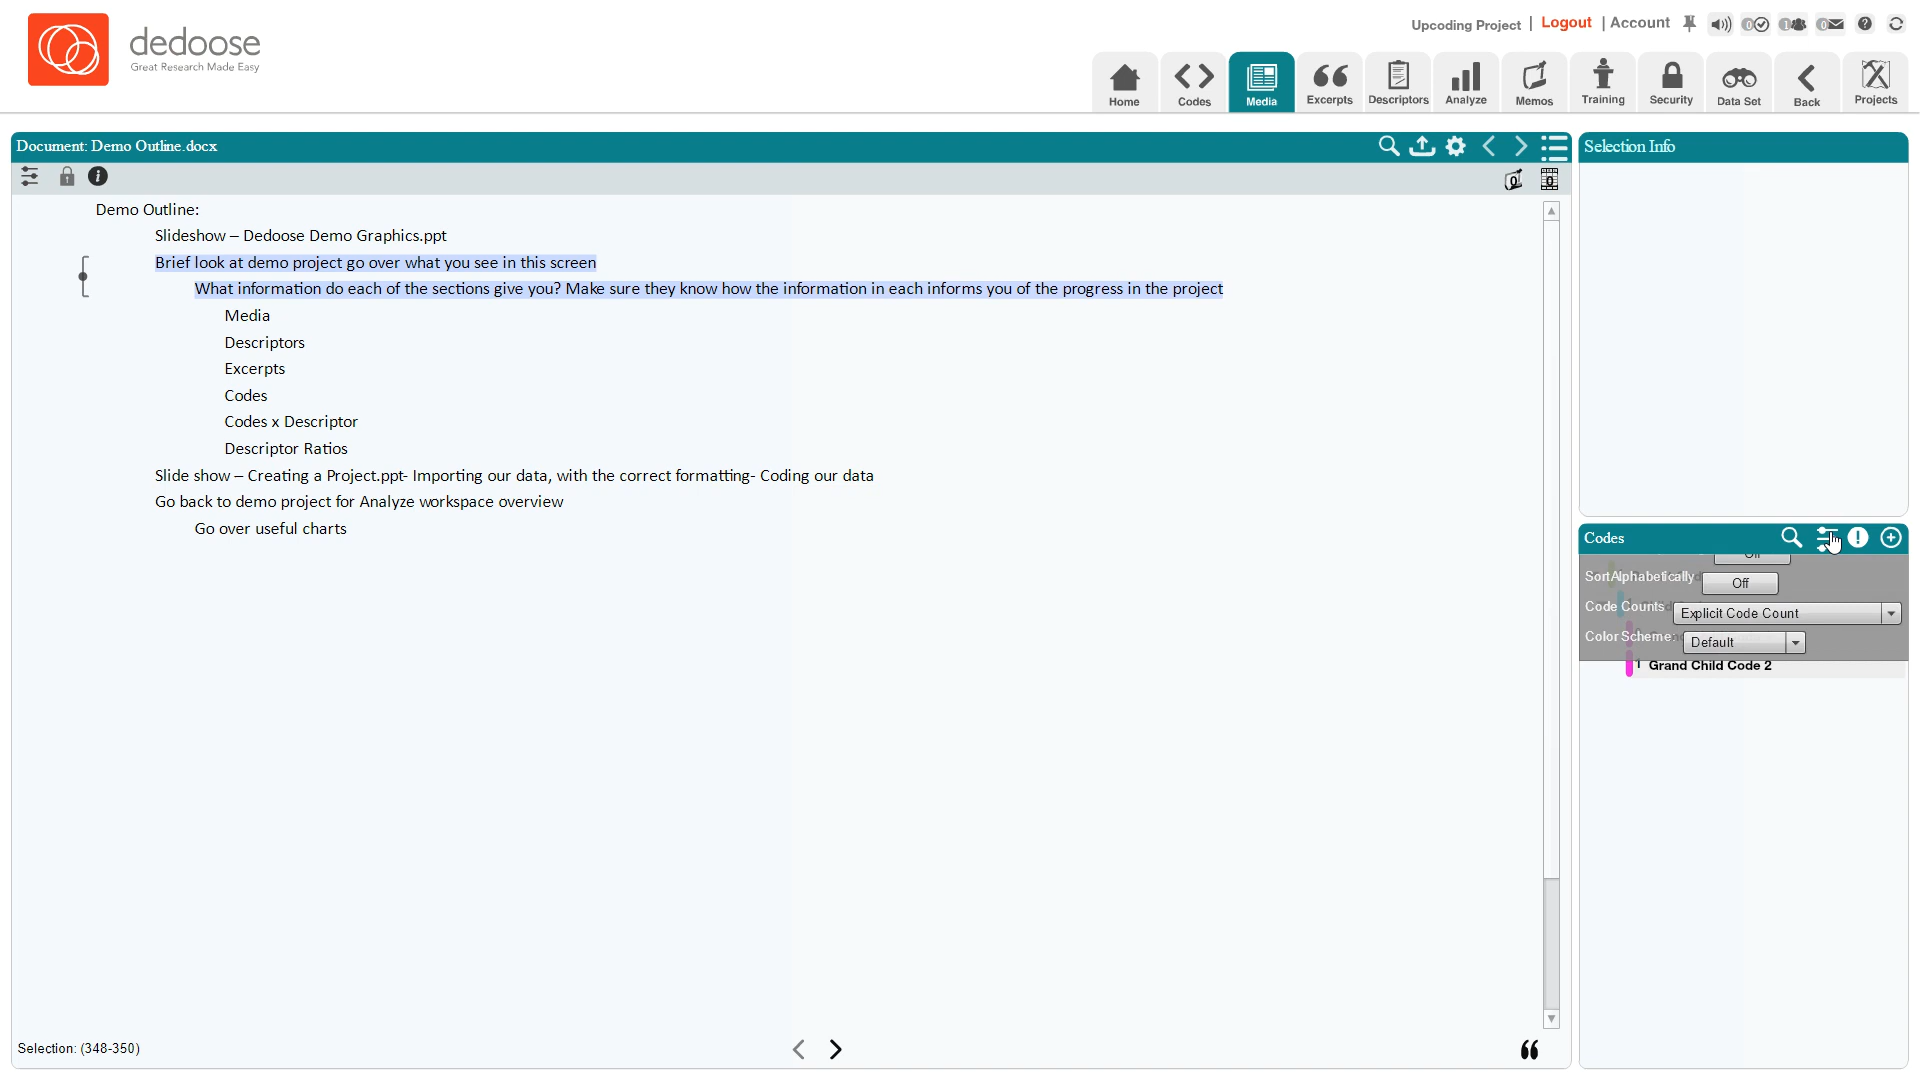 dedoose
Great Research Made Easy
Upcoding Project | Logout | Account
0 1 0
Home Codes Media Excerpts Descriptors Analyze Memos Training Security Data Set Back Projects
Document: Demo Outline.docx
Selection Info
0 0
Demo Outline:
Slideshow – Dedoose Demo Graphics.ppt
Brief look at demo project go over what you see in this screen
What information do each of the sections give you? Make sure they know how the information in each informs you of the progress in the project
Media
Descriptors
Excerpts
Codes
Codes x Descriptor
Descriptor Ratios
Slide show – Creating a Project.ppt- Importing our data, with the correct formatting- Coding our data
Go back to demo project for Analyze workspace overview
Go over useful charts
Codes
Sort Alphabetically Off
Code Counts Explicit Code Count
Color Scheme: Default
1 Grand Child Code 2
Selection: (348-350)